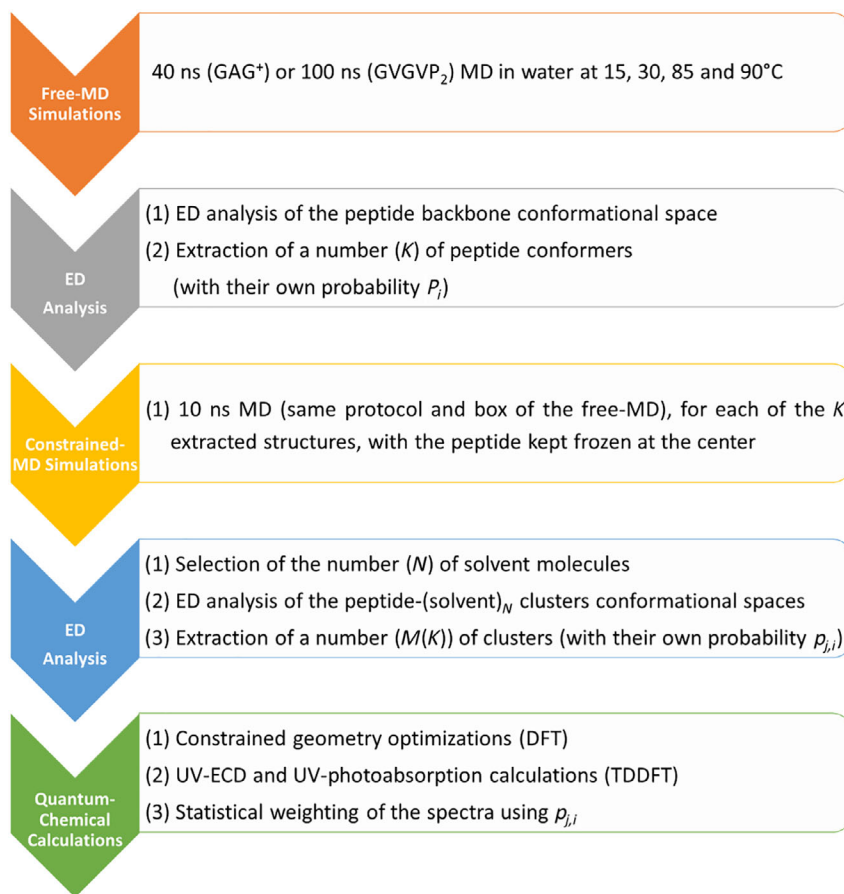 Free-MD
Simulations
40 ns (GAG⁺) or 100 ns (GVGVP₂) MD in water at 15, 30, 85 and 90°C
ED
Analysis
(1) ED analysis of the peptide backbone conformational space
(2) Extraction of a number (K) of peptide conformers
(with their own probability Pᵢ)
Constrained-
MD Simulations
(1) 10 ns MD (same protocol and box of the free-MD), for each of the K
extracted structures, with the peptide kept frozen at the center
ED
Analysis
(1) Selection of the number (N) of solvent molecules
(2) ED analysis of the peptide-(solvent)N clusters conformational spaces
(3) Extraction of a number (M(K)) of clusters (with their own probability pj,i)
Quantum-
Chemical
Calculations
(1) Constrained geometry optimizations (DFT)
(2) UV-ECD and UV-photoabsorption calculations (TDDFT)
(3) Statistical weighting of the spectra using pj,i